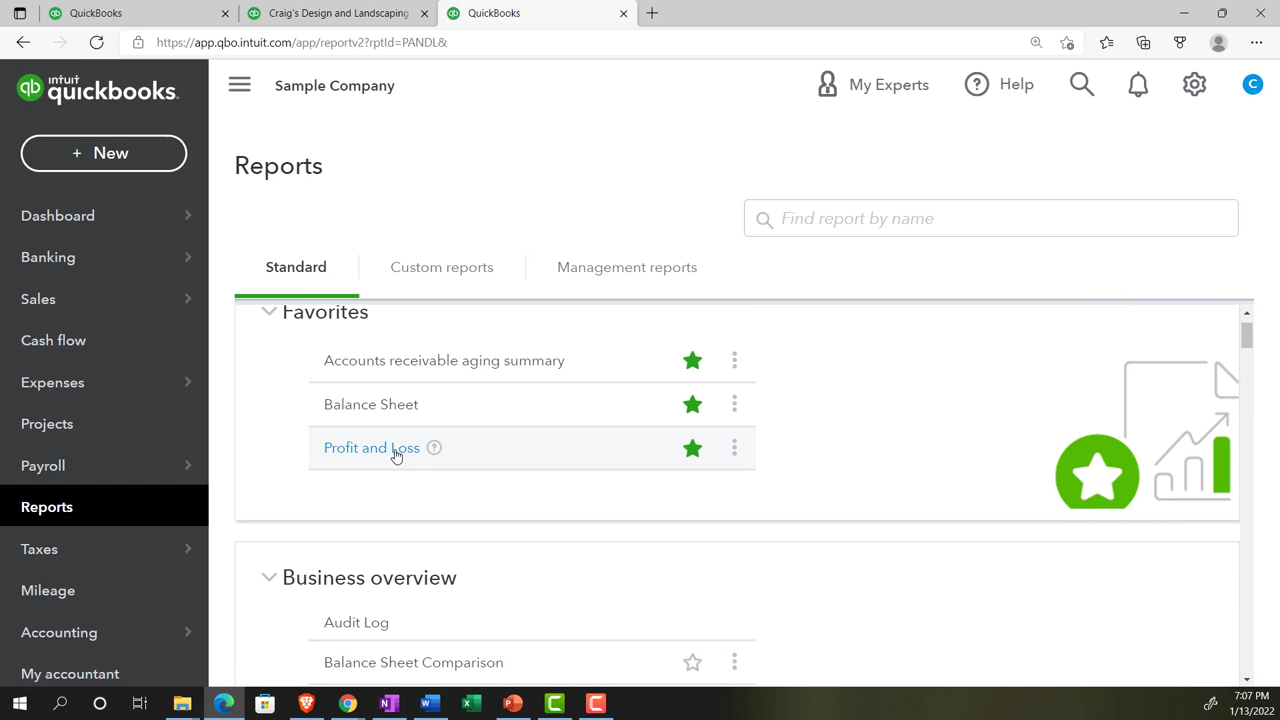 QuickBooks
Craig's Design and Landscaping
QuickBooks
https://app.qbo.intuit.com/app/reportv2?rptId=PANDL&
intuit
quickbooks.
Sample Company
My Experts
Help
C
+ New
Dashboard
Banking
Sales
Cash flow
Expenses
Projects
Payroll
Reports
Taxes
Mileage
Accounting
My accountant
Reports
Find report by name
Standard
Custom reports
Management reports
Favorites
Accounts receivable aging summary
Balance Sheet
Profit and Loss
Business overview
Audit Log
Balance Sheet Comparison
7:07 PM
1/13/2022